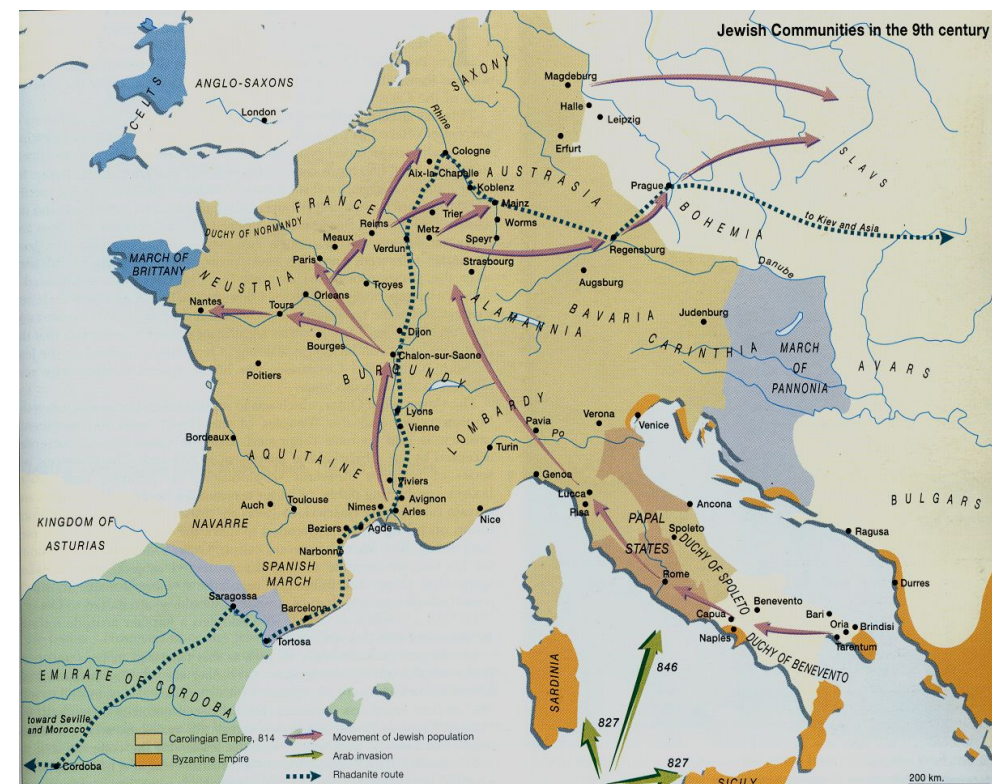 Jewish Communities in the 9th century
CELTS
ANGLO-SAXONS
London
SAXONY
Magdeburg
Halle
Leipzig
Erfurt
Rhine
Cologne
Aix-la-Chapelle
AUSTRASIA
Koblenz
Mainz
Trier
Worms
Metz
Speyr
Strasbourg
Prague
SLAVS
BOHEMIA
to Kiev and Asia
Regensburg
Augsburg
Danube
FRANCE
DUCHY OF NORMANDY
Reims
Meaux
Verdun
Paris
MARCH OF
BRITTANY
NEUSTRIA
Nantes
Tours
Orléans
Troyes
Bourges
Poitiers
Dijon
Chalon-sur-Saone
BURGUNDY
ALAMANNIA
BAVARIA
Judenburg
CARINTHIA
MARCH
OF
PANNONIA
AVARS
Lyons
Vienne
LOMBARDY
Pavia
Po
Verona
Venice
Turin
Bordeaux
AQUITAINE
Viviers
Auch
Toulouse
Nimes
Avignon
Arles
Beziers
Agde
Narbonne
Nice
Genoa
Lucca
Pisa
Ancona
BULGARS
KINGDOM OF
ASTURIAS
NAVARRE
SPANISH
MARCH
PAPAL
STATES
Spoleto
DUCHY OF SPOLETO
Ragusa
Durres
Rome
Saragossa
Barcelona
Tortosa
Benevento
Capua
Naples
Bari
Oria
Brindisi
Tarentum
DUCHY OF BENEVENTO
EMIRATE OF CORDOBA
toward Seville
and Morocco
Cordoba
SARDINIA
846
827
827
SICILY
Carolingian Empire, 814
Byzantine Empire
Movement of Jewish population
Arab invasion
Rhadanite route
200 km.